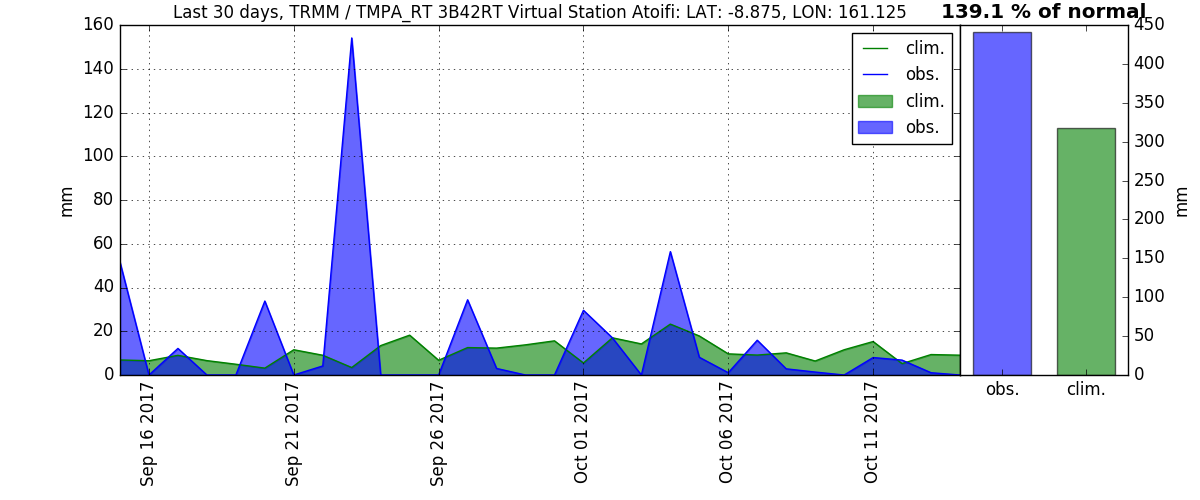 Last 30 days, TRMM / TMPA_RT 3B42RT Virtual Station Atoifi: LAT: -8.875, LON: 161.125
139.1 % of normal
160
140
120
100
80
60
40
20
0
mm
clim.
obs.
clim.
obs.
450
400
350
300
250
200
150
100
50
0
mm
Sep 16 2017
Sep 21 2017
Sep 26 2017
Oct 01 2017
Oct 06 2017
Oct 11 2017
obs.
clim.